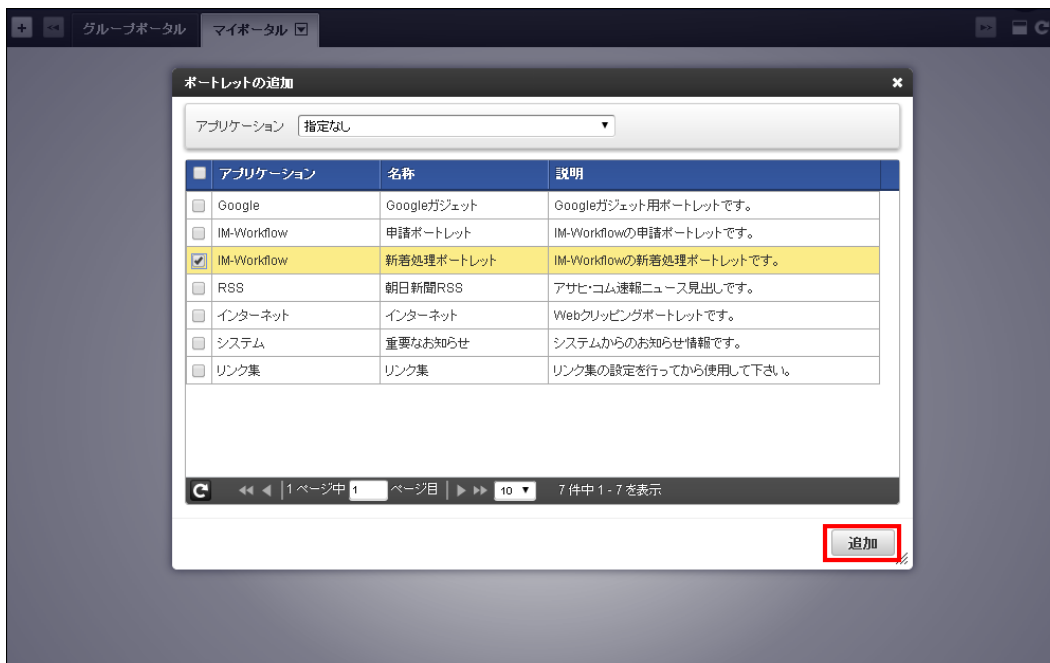 グループポータル マイポータル
ポートレットの追加
アプリケーション 指定なし
アプリケーション 名称 説明
Google Googleガジェット Googleガジェット用ポートレットです。
IM-Workflow 申請ポートレット IM-Workflowの申請ポートレットです。
IM-Workflow 新着処理ポートレット IM-Workflowの新着処理ポートレットです。
RSS 朝日新聞RSS アサヒ・コム速報ニュース見出しです。
インターネット インターネット Webクリッピングポートレットです。
システム 重要なお知らせ システムからのお知らせ情報です。
リンク集 リンク集 リンク集の設定を行ってから使用して下さい。
1 ページ中 1 ページ目 10 7 件中 1 - 7 を表示
追加